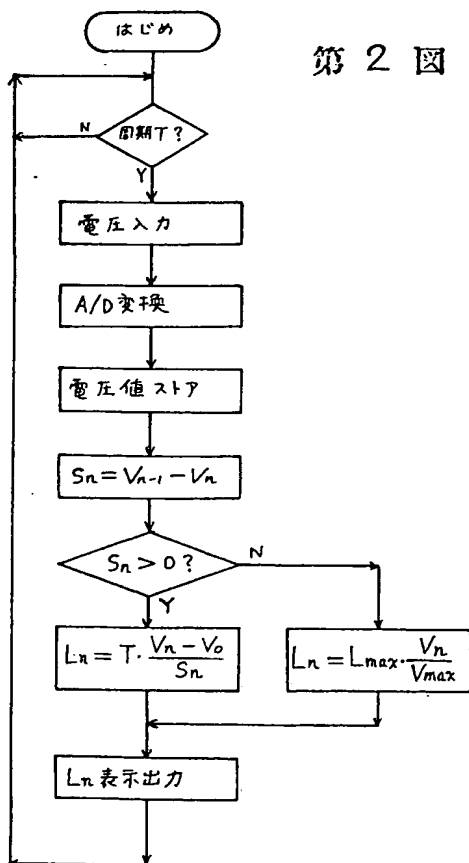 はじめ
第2図
周期T?
N
Y
電圧入力
A/D変換
電圧値ストア
Sn=Vn-1-Vn
Sn>0?
N
Y
Ln=T・Vn-V0/Sn
Ln=Lmax・Vn/Vmax
Ln表示出力